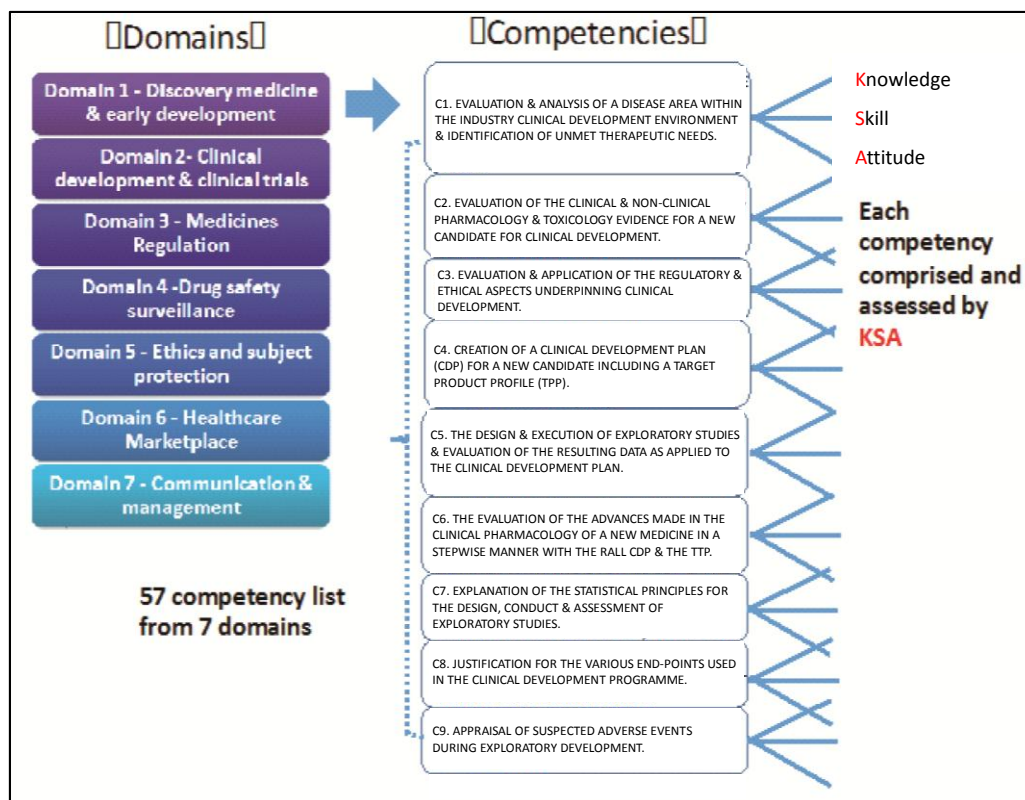 ▯Domains▯
Domain 1 - Discovery medicine
& early development
Domain 2- Clinical
development & clinical trials
Domain 3 - Medicines
Regulation
Domain 4 -Drug safety
surveillance
Domain 5 - Ethics and subject
protection
Domain 6 - Healthcare
Marketplace
Domain 7 - Communication &
management
57 competency list
from 7 domains
▯Competencies▯
C1. EVALUATION & ANALYSIS OF A DISEASE AREA WITHIN
THE INDUSTRY CLINICAL DEVELOPMENT ENVIRONMENT
& IDENTIFICATION OF UNMET THERAPEUTIC NEEDS.
C2. EVALUATION OF THE CLINICAL & NON-CLINICAL
PHARMACOLOGY & TOXICOLOGY EVIDENCE FOR A NEW
CANDIDATE FOR CLINICAL DEVELOPMENT.
C3. EVALUATION & APPLICATION OF THE REGULATORY &
ETHICAL ASPECTS UNDERPINNING CLINICAL
DEVELOPMENT.
C4. CREATION OF A CLINICAL DEVELOPMENT PLAN
(CDP) FOR A NEW CANDIDATE INCLUDING A TARGET
PRODUCT PROFILE (TPP).
C5. THE DESIGN & EXECUTION OF EXPLORATORY STUDIES
& EVALUATION OF THE RESULTING DATA AS APPLIED TO
THE CLINICAL DEVELOPMENT PLAN.
C6. THE EVALUATION OF THE ADVANCES MADE IN THE
CLINICAL PHARMACOLOGY OF A NEW MEDICINE IN A
STEPWISE MANNER WITH THE RALL CDP & THE TTP.
C7. EXPLANATION OF THE STATISTICAL PRINCIPLES FOR
THE DESIGN, CONDUCT & ASSESSMENT OF
EXPLORATORY STUDIES.
C8. JUSTIFICATION FOR THE VARIOUS END-POINTS USED
IN THE CLINICAL DEVELOPMENT PROGRAMME.
C9. APPRAISAL OF SUSPECTED ADVERSE EVENTS
DURING EXPLORATORY DEVELOPMENT.
Knowledge
Skill
Attitude
Each
competency
comprised and
assessed by
KSA